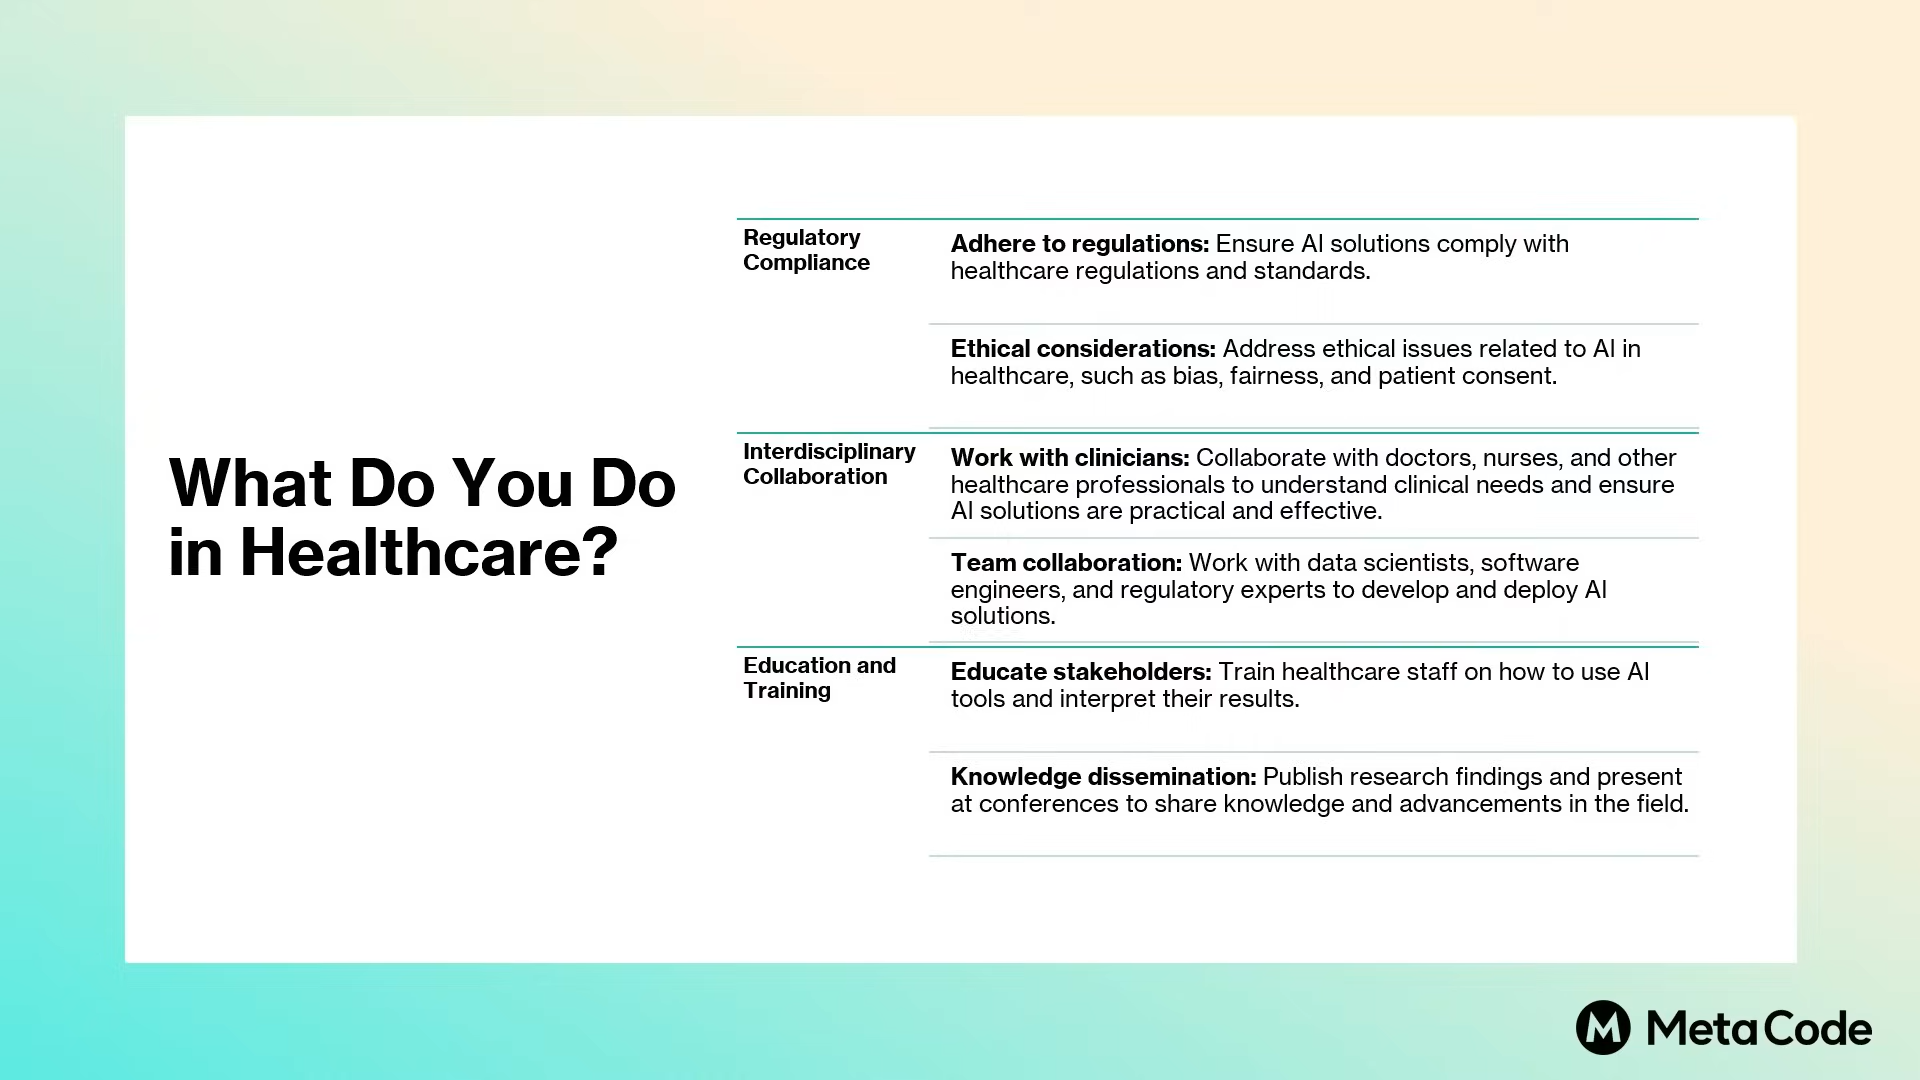 What Do You Do
in Healthcare?
Regulatory
Compliance
Adhere to regulations: Ensure AI solutions comply with
healthcare regulations and standards.
Ethical considerations: Address ethical issues related to AI in
healthcare, such as bias, fairness, and patient consent.
Interdisciplinary
Collaboration
Work with clinicians: Collaborate with doctors, nurses, and other
healthcare professionals to understand clinical needs and ensure
AI solutions are practical and effective.
Team collaboration: Work with data scientists, software
engineers, and regulatory experts to develop and deploy AI
solutions.
Education and
Training
Educate stakeholders: Train healthcare staff on how to use AI
tools and interpret their results.
Knowledge dissemination: Publish research findings and present
at conferences to share knowledge and advancements in the field.
M Meta Code